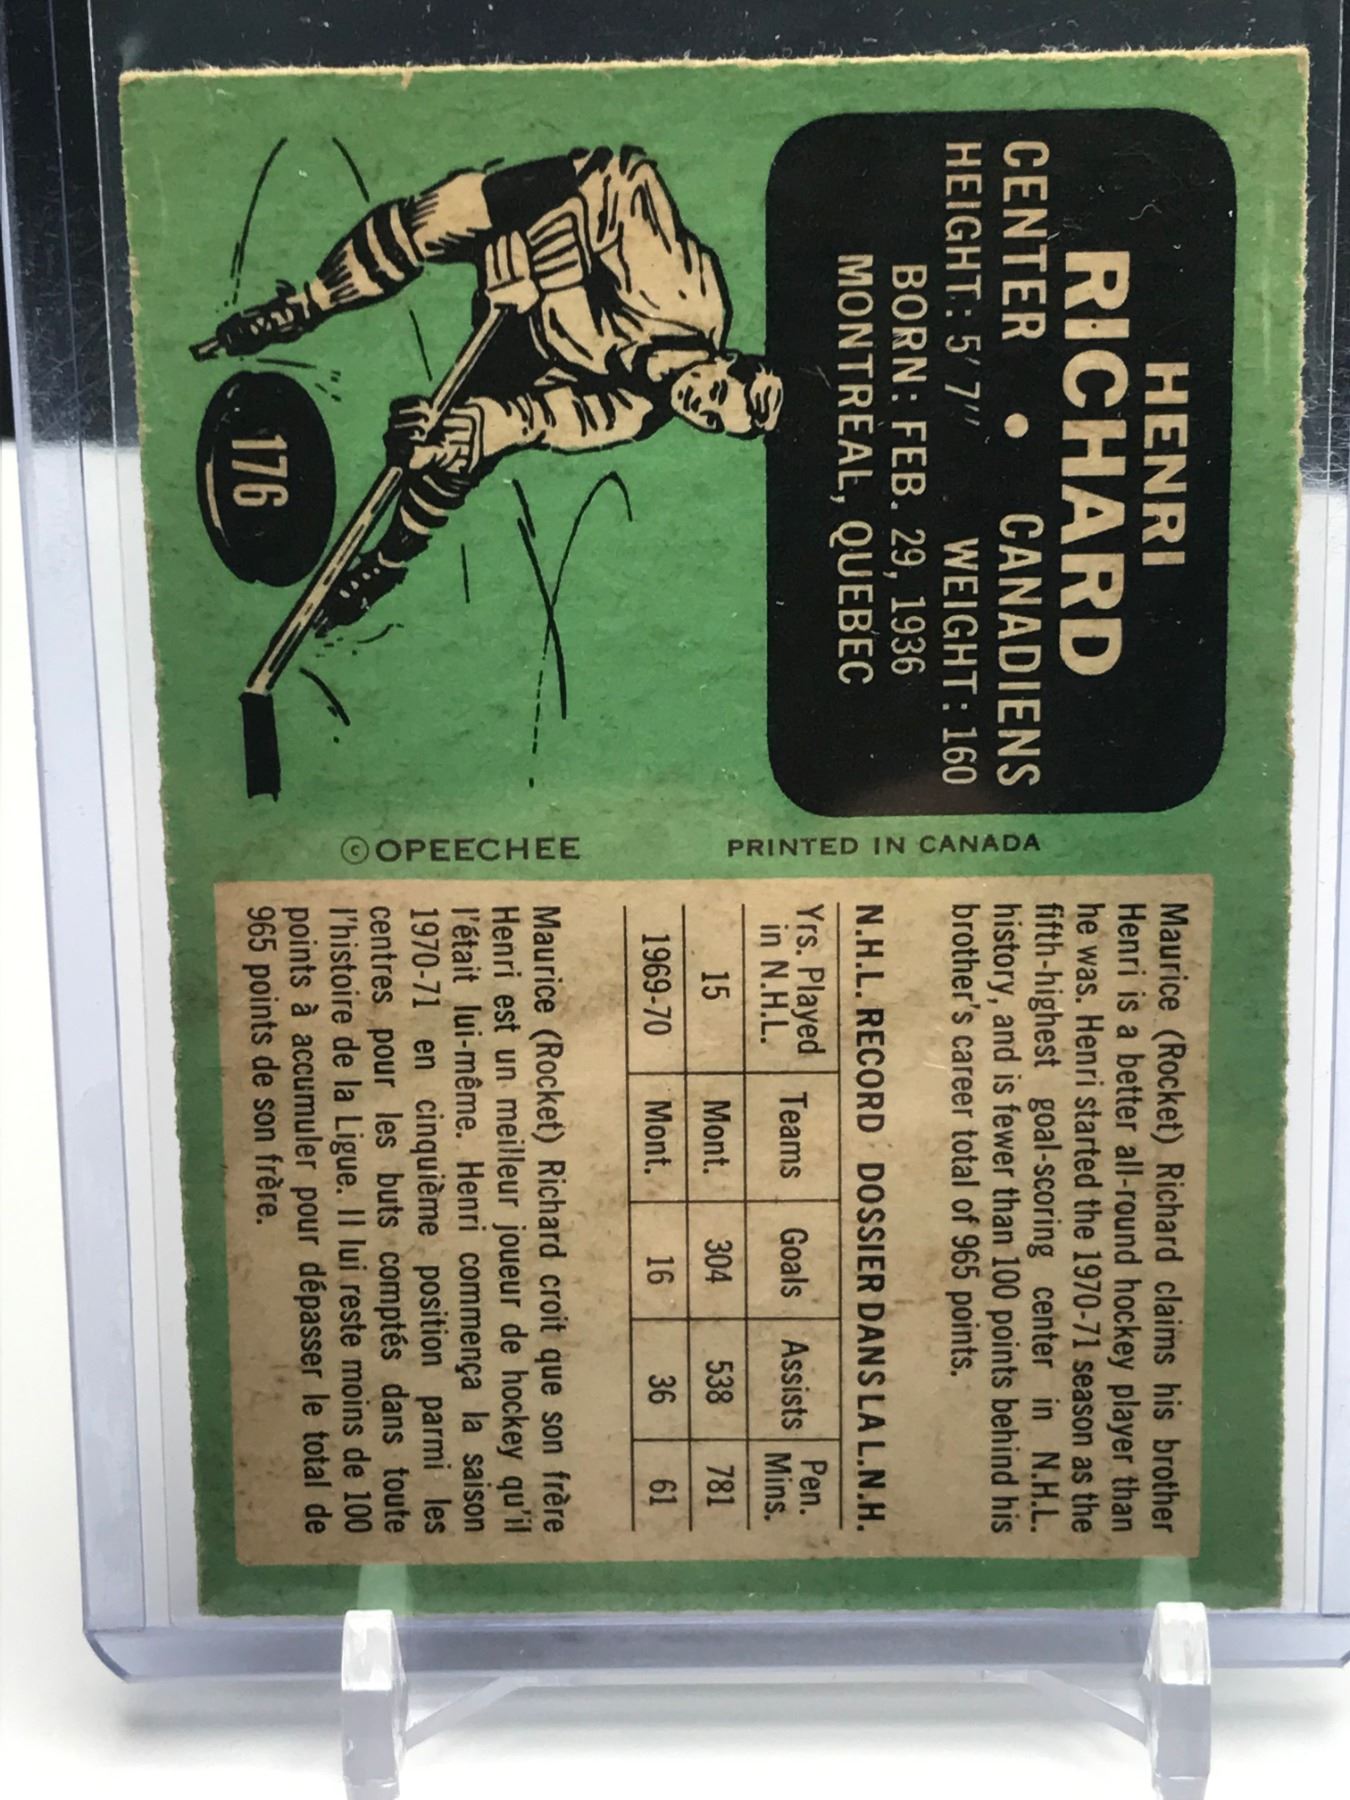 HENRI
RICHARD
CENTER • CANADIENS
HEIGHT: 5' 7" WEIGHT: 160
BORN: FEB. 29, 1936
MONTREAL, QUEBEC
176
PRINTED IN CANADA
©OPEECHEE
Maurice (Rocket) Richard claims his brother
Henri is a better all-round hockey player than
he was. Henri started the 1970-71 season as the
fifth-highest goal-scoring center in N.H.L.
history, and is fewer than 100 points behind his
brother's career total of 965 points.
N.H.L. RECORD DOSSIER DANS LA L.N.H.
Yrs. Played in N.H.L. Teams Goals Assists Pen. Mins.
15 Mont. 304 538 781
1969-70 Mont. 16 36 61
Maurice (Rocket) Richard croit que son frère
Henri est un meilleur joueur de hockey qu'il
l'était lui-même. Henri commença la saison
1970-71 en cinquième position parmi les
centres pour les buts comptés dans toute
l'histoire de la Ligue. Il lui reste moins de 100
points à accumuler pour dépasser le total de
965 points de son frère.